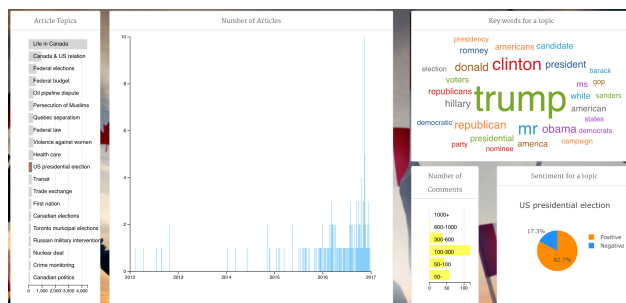 Article Topics
Life in Canada
Canada & US relation
Federal elections
Federal budget
Oil pipeline dispute
Persecution of Muslims
Quebec separatism
Federal law
Violence against women
Health care
US presidential election
Transit
Trade exchange
First nation
Canadian elections
Toronto municipal elections
Russian military intervention
Nuclear deal
Crime monitoring
Canadian politics
0 1,000 2,000 3,000 4,000
Number of Articles
10
8
6
4
2
0
2012 2013 2014 2015 2016 2017
Key words for a topic
presidency
romney americans candidate
election donald clinton president barack
voters ms gop
republicans trump white sanders
hillary american
democratic republican mr obama states
democrats
presidential campaign
party nominee america
Number of
Comments
1000+
600-1000
300-600
100-300
50-100
50-
0 50 100
Sentiment for a topic
US presidential election
17.3%
82.7%
Positive
Negative